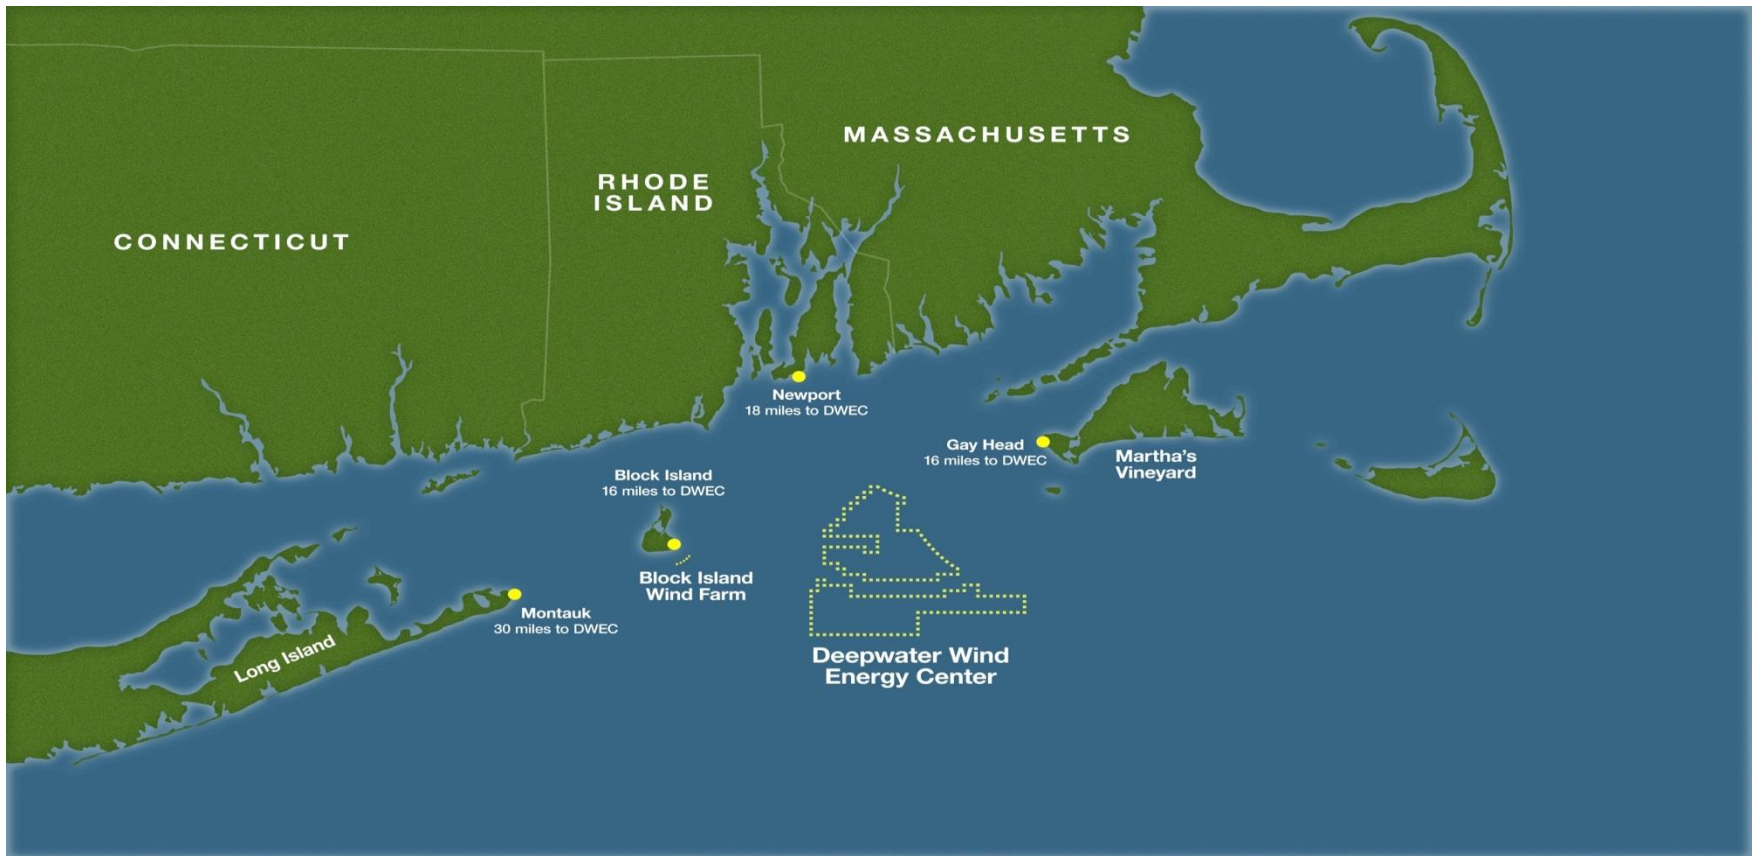 MASSACHUSETTS
RHODE
ISLAND
CONNECTICUT
Newport
18 miles to DWEC
Gay Head
16 miles to DWEC
Martha's
Vineyard
Block Island
16 miles to DWEC
Block Island
Wind Farm
Montauk
30 miles to DWEC
Long Island
Deepwater Wind
Energy Center